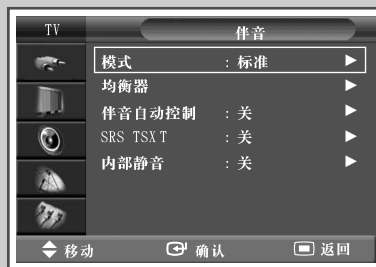 TV 伴音
模式 : 标准 ▶
均衡器 ▶
伴音自动控制 : 关 ▶
SRS TSXT : 关 ▶
内部静音 : 关 ▶
移动 确认 返回